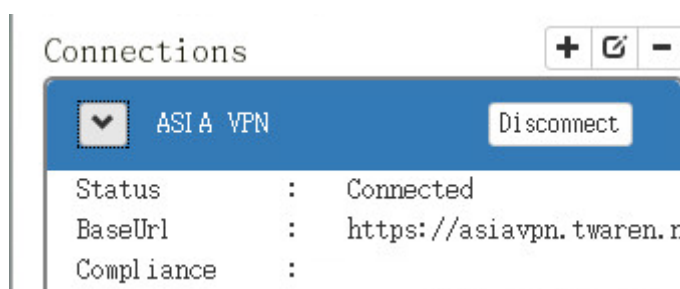 Connections
ASIA VPN Disconnect
Status : Connected
BaseUrl : https://asiavpn.twaren.n
Compliance :